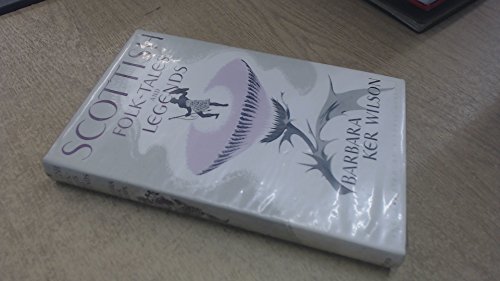 SCOTTISH
FOLK-TALES
AND
LEGENDS
BARBARA
KER WILSON